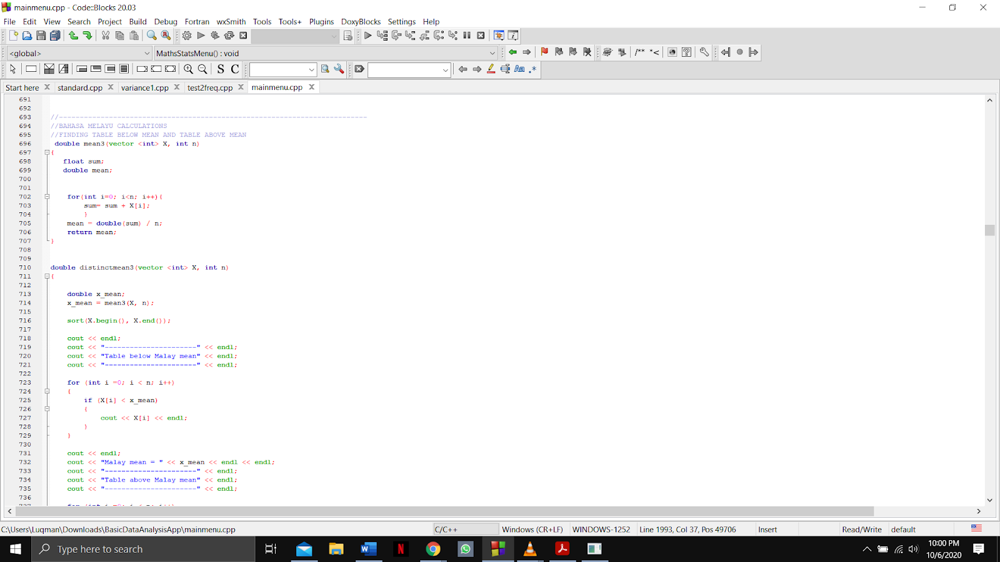 mainmenu.cpp - Code::Blocks 20.03
File Edit View Search Project Build Debug Fortran wxSmith Tools Tools+ Plugins DoxyBlocks Settings Help
<global> MathsStatsMenu() : void
/** *<
S C Aa .*
Start here standard.cpp variance1.cpp test2freq.cpp mainmenu.cpp
691
692
693 //--------------------------------------------------------------------------
694 //BAHASA MELAYU CALCULATIONS
695 //FINDING TABLE BELOW MEAN AND TABLE ABOVE MEAN
696 double mean3(vector <int> X, int n)
697 {
698 float sum;
699 double mean;
700
701
702 for(int i=0; i<n; i++){
703 sum= sum + X[i];
704 }
705 mean = double(sum) / n;
706 return mean;
707 }
708
709
710 double distinctmean3(vector <int> X, int n)
711 {
712
713 double x_mean;
714 x_mean = mean3(X, n);
715
716 sort(X.begin(), X.end());
717
718 cout << endl;
719 cout << "----------------------" << endl;
720 cout << "Table below Malay mean" << endl;
721 cout << "----------------------" << endl;
722
723 for (int i =0; i < n; i++)
724 {
725 if (X[i] < x_mean)
726 {
727 cout << X[i] << endl;
728 }
729 }
730
731 cout << endl;
732 cout << "Malay mean = " << x_mean << endl << endl;
733 cout << "----------------------" << endl;
734 cout << "Table above Malay mean" << endl;
735 cout << "----------------------" << endl;
736
C:\Users\Luqman\Downloads\BasicDataAnalysisApp\mainmenu.cpp C/C++ Windows (CR+LF) WINDOWS-1252 Line 1993, Col 37, Pos 49706 Insert Read/Write default
Type here to search
10:00 PM
10/6/2020